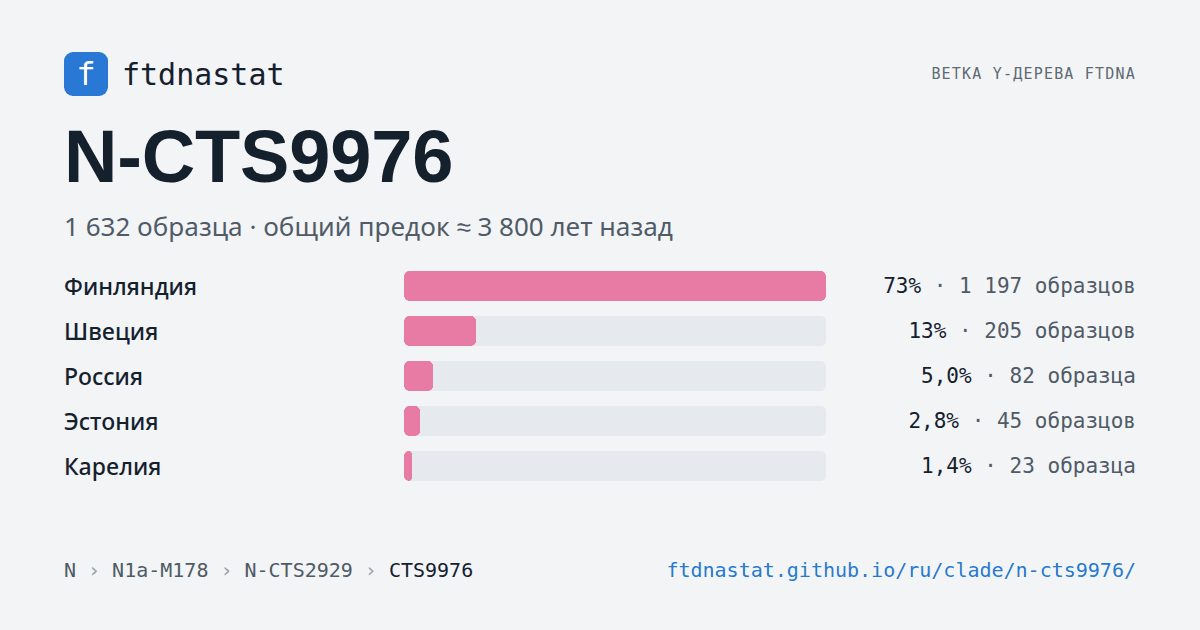 f ftdnastat
ВЕТКА Y-ДЕРЕВА FTDNA
N-CTS9976
1 632 образца · общий предок ≈ 3 800 лет назад
Финляндия 73% · 1 197 образцов
Швеция 13% · 205 образцов
Россия 5,0% · 82 образца
Эстония 2,8% · 45 образцов
Карелия 1,4% · 23 образца
N › N1a-M178 › N-CTS2929 › CTS9976
ftdnastat.github.io/ru/clade/n-cts9976/